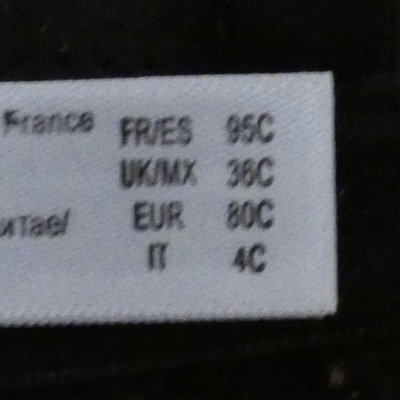 France FR/ES 95C
UK/MX 36C
итае/ EUR 80C
IT 4C